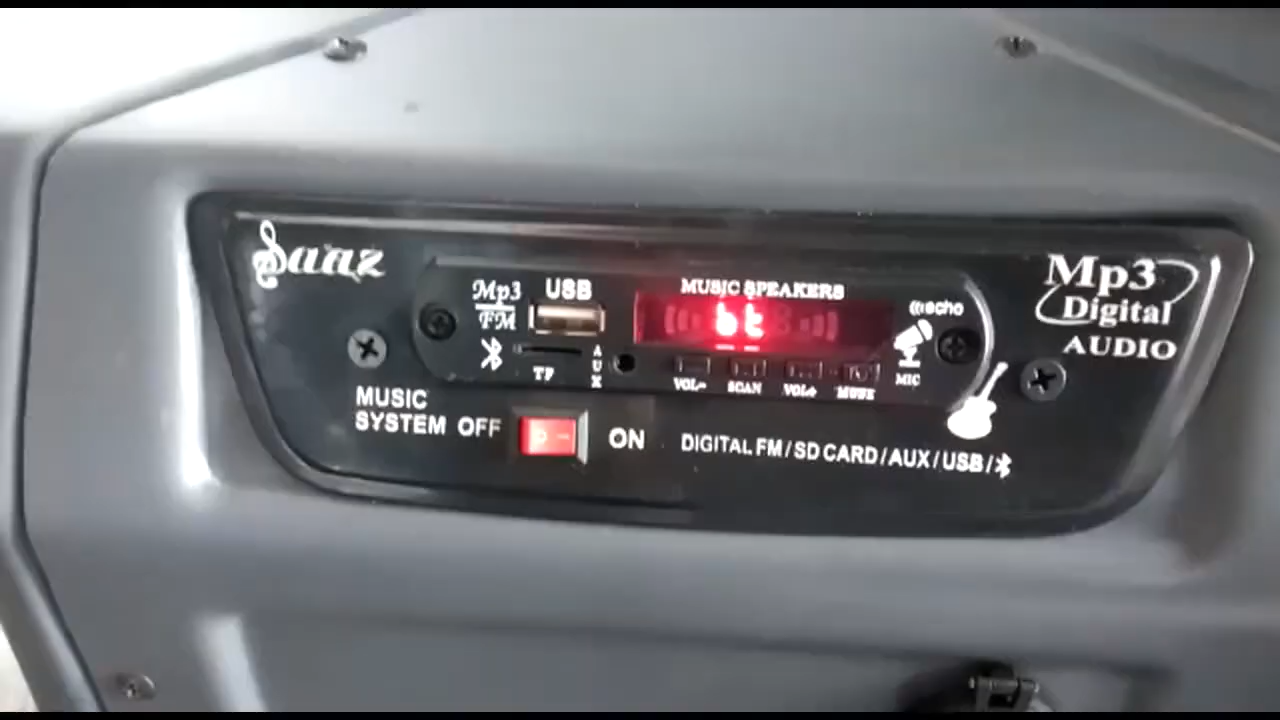 Saaz
Mp3
FM
USB
TF
AUX
MUSIC SPEAKERS
bt
VOL-
SCAN
VOL+
echo
MIC
Mp3
Digital
AUDIO
MUSIC
SYSTEM OFF
ON
DIGITAL FM/SD CARD/AUX/USB/